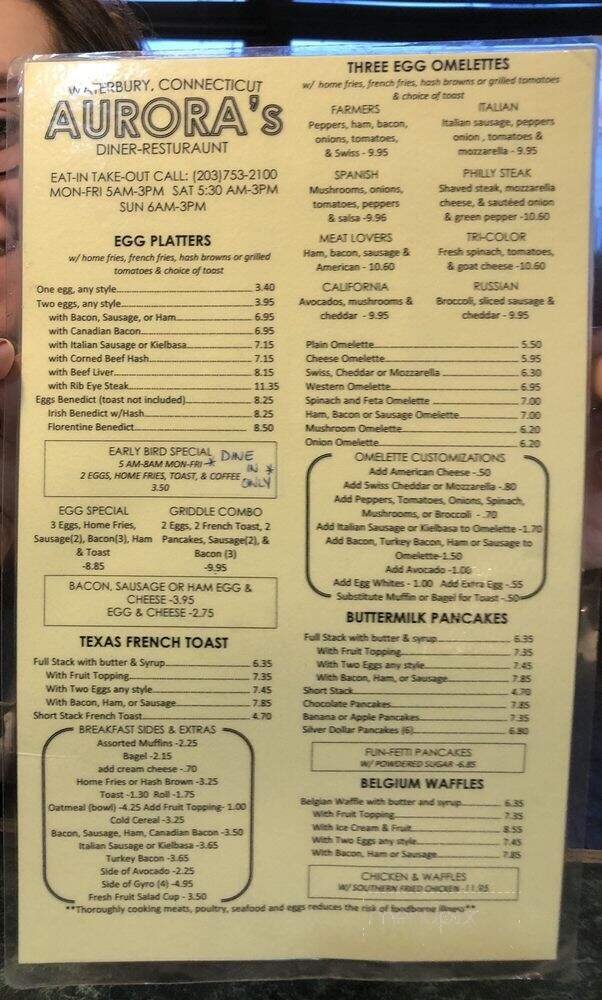 WATERBURY, CONNECTICUT
AURORA's
DINER-RESTURAUNT
EAT-IN TAKE-OUT CALL: (203)753-2100
MON-FRI 5AM-3PM SAT 5:30 AM-3PM
SUN 6AM-3PM
EGG PLATTERS
w/ home fries, french fries, hash browns or grilled
tomatoes & choice of toast
One egg, any style 3.40
Two eggs, any style 3.95
with Bacon, Sausage, or Ham 6.95
with Canadian Bacon 6.95
with Italian Sausage or Kielbasa 7.15
with Corned Beef Hash 7.15
with Beef Liver 8.15
with Rib Eye Steak 11.35
Eggs Benedict (toast not included) 8.25
Irish Benedict w/Hash 8.25
Florentine Benedict 8.50
EARLY BIRD SPECIAL
5 AM-8AM MON-FRI
2 EGGS, HOME FRIES, TOAST, & COFFEE
3.50
* DINE
IN *
ONLY
EGG SPECIAL
3 Eggs, Home Fries,
Sausage(2), Bacon(3), Ham
& Toast
-8.85
GRIDDLE COMBO
2 Eggs, 2 French Toast, 2
Pancakes, Sausage(2), &
Bacon (3)
-9.95
BACON, SAUSAGE OR HAM EGG &
CHEESE -3.95
EGG & CHEESE -2.75
TEXAS FRENCH TOAST
Full Stack with butter & Syrup 6.35
With Fruit Topping 7.35
With Two Eggs any style 7.45
With Bacon, Ham, or Sausage 7.85
Short Stack French Toast 4.70
BREAKFAST SIDES & EXTRAS
Assorted Muffins -2.25
Bagel -2.15
add cream cheese -.70
Home Fries or Hash Brown -3.25
Toast -1.30 Roll -1.75
Oatmeal (bowl) -4.25 Add Fruit Topping- 1.00
Cold Cereal -3.25
Bacon, Sausage, Ham, Canadian Bacon -3.50
Italian Sausage or Kielbasa -3.65
Turkey Bacon -3.65
Side of Avocado -2.25
Side of Gyro (4) -4.95
Fresh Fruit Salad Cup - 3.50
THREE EGG OMELETTES
w/ home fries, french fries, hash browns or grilled tomatoes
& choice of toast
FARMERS
Peppers, ham, bacon,
onions, tomatoes,
& Swiss - 9.95
ITALIAN
Italian sausage, peppers
onion , tomatoes &
mozzarella - 9.95
SPANISH
Mushrooms, onions,
tomatoes, peppers
& salsa -9.96
PHILLY STEAK
Shaved steak, mozzarella
cheese, & sautéed onion
& green pepper -10.60
MEAT LOVERS
Ham, bacon, sausage &
American - 10.60
TRI-COLOR
Fresh spinach, tomatoes,
& goat cheese -10.60
CALIFORNIA
Avocados, mushrooms &
cheddar - 9.95
RUSSIAN
Broccoli, sliced sausage &
cheddar - 9.95
Plain Omelette 5.50
Cheese Omelette 5.95
Swiss, Cheddar or Mozzarella 6.30
Western Omelette 6.95
Spinach and Feta Omelette 7.00
Ham, Bacon or Sausage Omelette 7.00
Mushroom Omelette 6.20
Onion Omelette 6.20
OMELETTE CUSTOMIZATIONS
Add American Cheese -.50
Add Swiss Cheddar or Mozzarella -.80
Add Peppers, Tomatoes, Onions, Spinach,
Mushrooms, or Broccoli - .70
Add Italian Sausage or Kielbasa to Omelette -1.70
Add Bacon, Turkey Bacon, Ham or Sausage to
Omelette-1.50
Add Avocado -1.00
Add Egg Whites - 1.00 Add Extra Egg -.55
Substitute Muffin or Bagel for Toast -.50
BUTTERMILK PANCAKES
Full Stack with butter & syrup 6.35
With Fruit Topping 7.35
With Two Eggs any style 7.45
With Bacon, Ham, or Sausage 7.85
Short Stack 4.70
Chocolate Pancakes 7.85
Banana or Apple Pancakes 7.35
Silver Dollar Pancakes (6) 6.80
FUN-FETTI PANCAKES
W/ POWDERED SUGAR -6.85
BELGIUM WAFFLES
Belgian Waffle with butter and syrup 6.35
With Fruit Topping 7.35
With Ice Cream & Fruit 8.55
With Two Eggs any style 7.45
With Bacon, Ham or Sausage 7.85
CHICKEN & WAFFLES
W/ SOUTHERN FRIED CHICKEN -11.95
**Thoroughly cooking meats, poultry, seafood and eggs reduces the risk of foodborne illness**